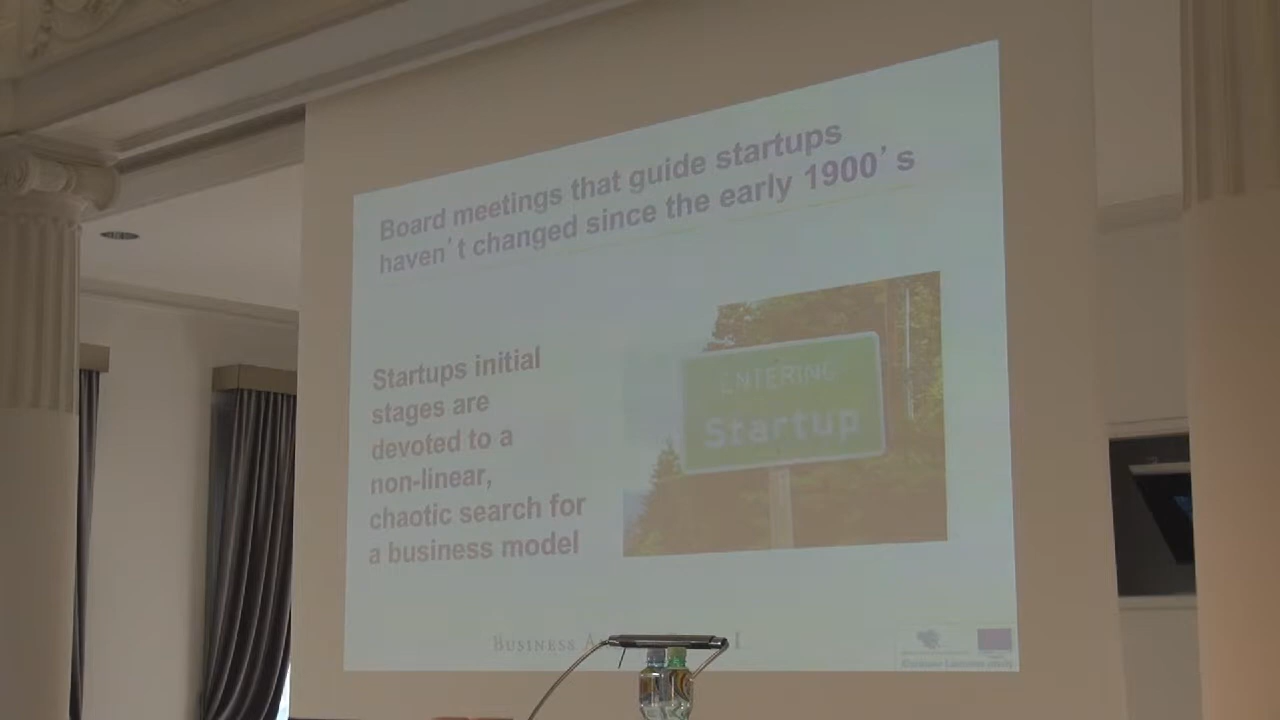 Board meetings that guide startups
haven't changed since the early 1900's
Startups initial
stages are
devoted to a
non-linear,
chaotic search for
a business model
ENTERING
Startup
BUSINESS